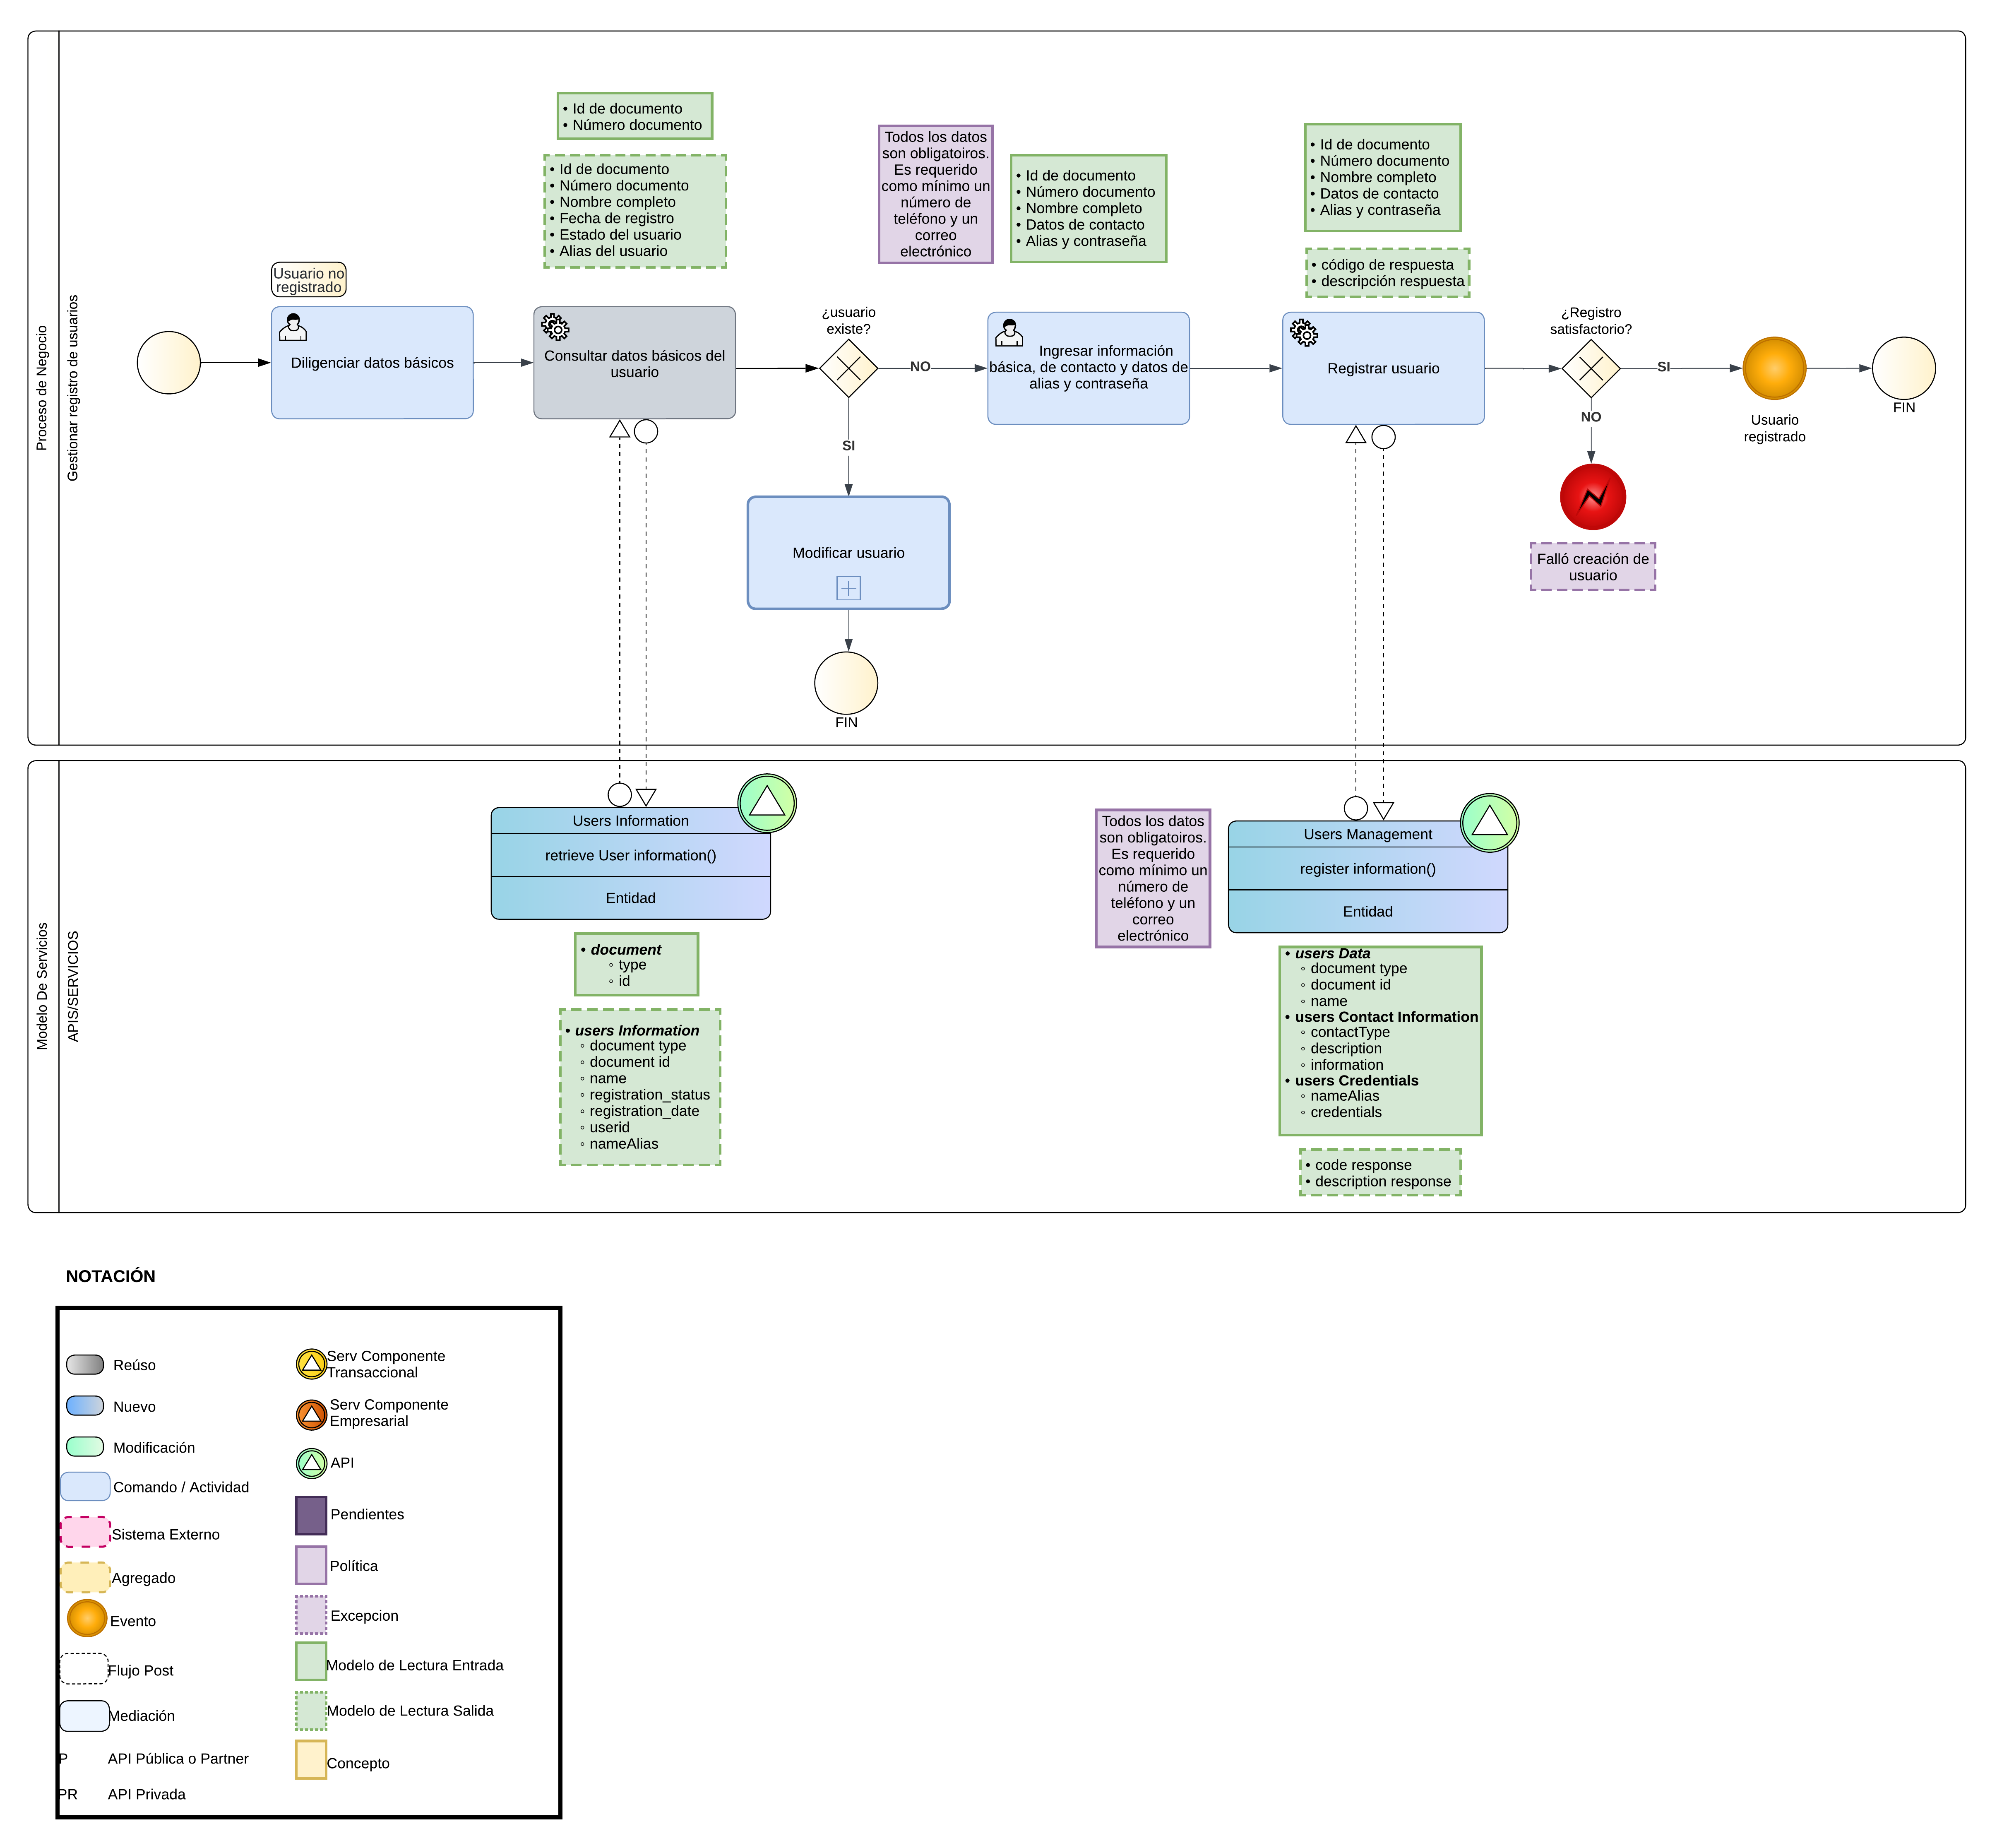 Proceso de Negocio
Gestionar registro de usuarios
• Id de documento
• Número documento
• Id de documento
• Número documento
• Nombre completo
• Fecha de registro
• Estado del usuario
• Alias del usuario
Todos los datos
son obligatoiros.
Es requerido
como mínimo un
número de
teléfono y un
correo
electrónico
• Id de documento
• Número documento
• Nombre completo
• Datos de contacto
• Alias y contraseña
• Id de documento
• Número documento
• Nombre completo
• Datos de contacto
• Alias y contraseña
• código de respuesta
• descripción respuesta
Usuario no
registrado
Diligenciar datos básicos
Consultar datos básicos del
usuario
¿usuario
existe?
NO
SI
Ingresar información
básica, de contacto y datos de
alias y contraseña
Registrar usuario
¿Registro
satisfactorio?
SI
NO
Usuario
registrado
FIN
Falló creación de
usuario
Modificar usuario
FIN
Modelo De Servicios
APIS/SERVICIOS
Users Information
retrieve User information()
Entidad
• document
◦ type
◦ id
• users Information
◦ document type
◦ document id
◦ name
◦ registration_status
◦ registration_date
◦ userid
◦ nameAlias
Todos los datos
son obligatoiros.
Es requerido
como mínimo un
número de
teléfono y un
correo
electrónico
Users Management
register information()
Entidad
• users Data
◦ document type
◦ document id
◦ name
• users Contact Information
◦ contactType
◦ description
◦ information
• users Credentials
◦ nameAlias
◦ credentials
• code response
• description response
NOTACIÓN
Reúso
Nuevo
Modificación
Comando / Actividad
Sistema Externo
Agregado
Evento
Flujo Post
Mediación
P API Pública o Partner
PR API Privada
Serv Componente
Transaccional
Serv Componente
Empresarial
API
Pendientes
Política
Excepcion
Modelo de Lectura Entrada
Modelo de Lectura Salida
Concepto